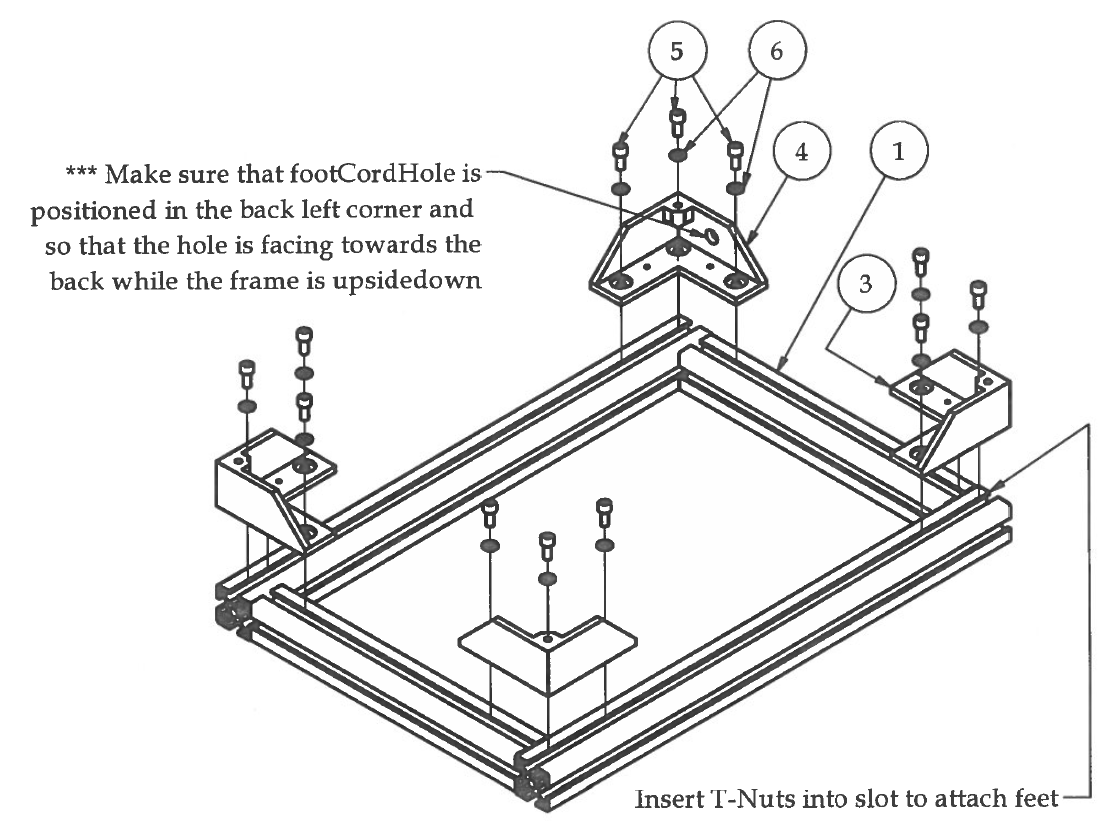 5
6
4
1
*** Make sure that footCordHole is
positioned in the back left corner and
so that the hole is facing towards the
back while the frame is upsidedown
3
Insert T-Nuts into slot to attach feet